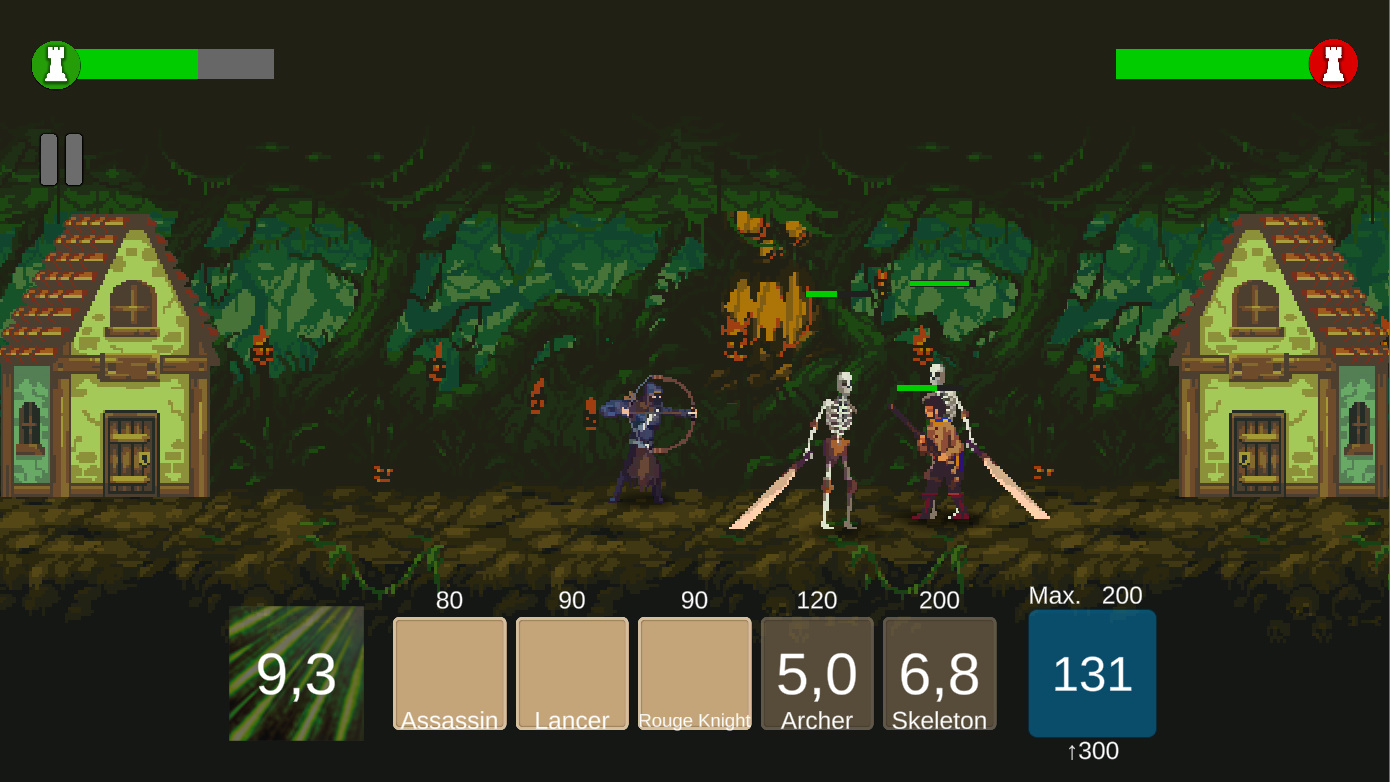 80 90 90 120 200 Max. 200
9,3 5,0 6,8 131
Assassin Lancer Rouge Knight Archer Skeleton
↑300